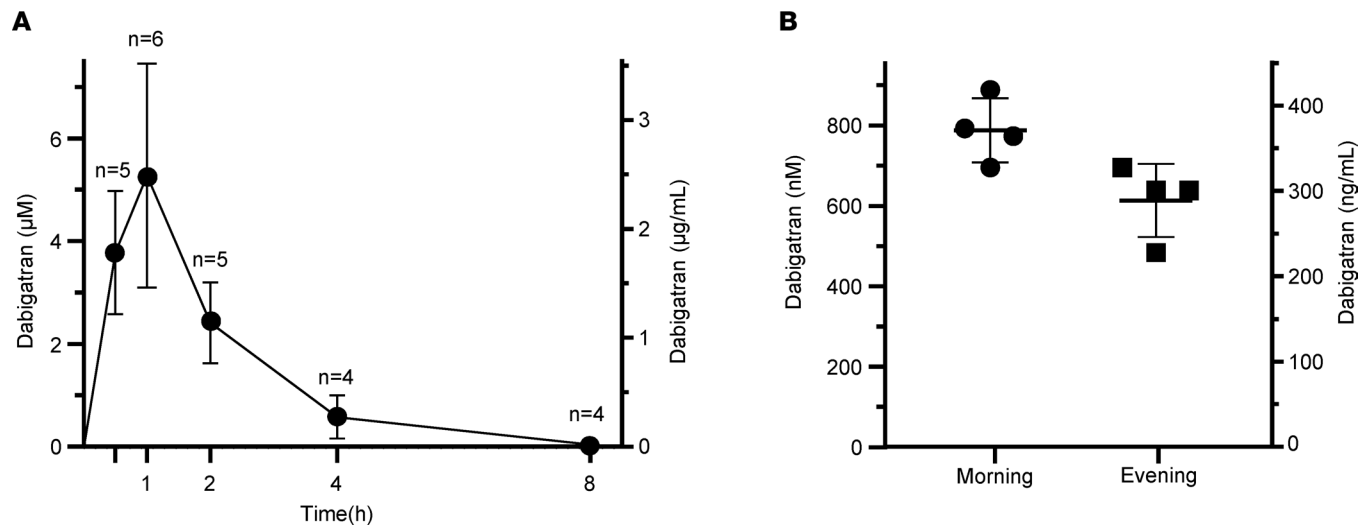 A
n=6
n=5
n=5
n=4
n=4
6
4
2
0
3
2
1
0
1
2
4
8
Time(h)
Dabigatran (μM)
Dabigatran (μg/mL)
B
800
600
400
600
800
0
400
300
200
100
0
Morning
Evening
Dabigatran (nM)
Dabigatran (ng/mL)